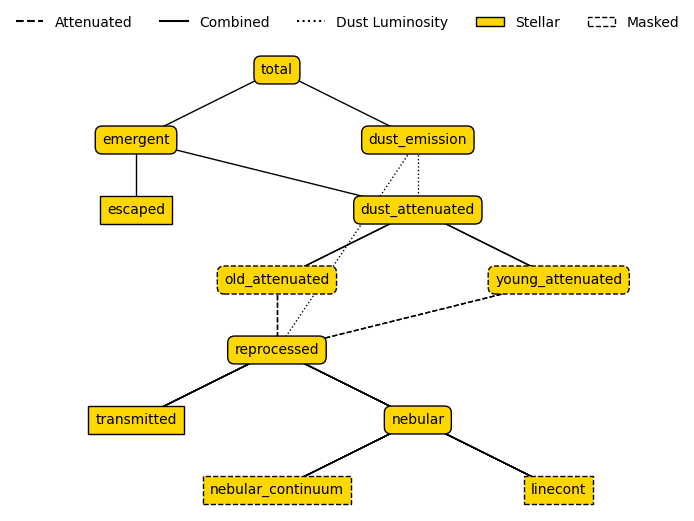 Attenuated Combined Dust Luminosity Stellar Masked
total
emergent dust_emission
escaped dust_attenuated
old_attenuated young_attenuated
reprocessed
transmitted nebular
nebular_continuum linecont